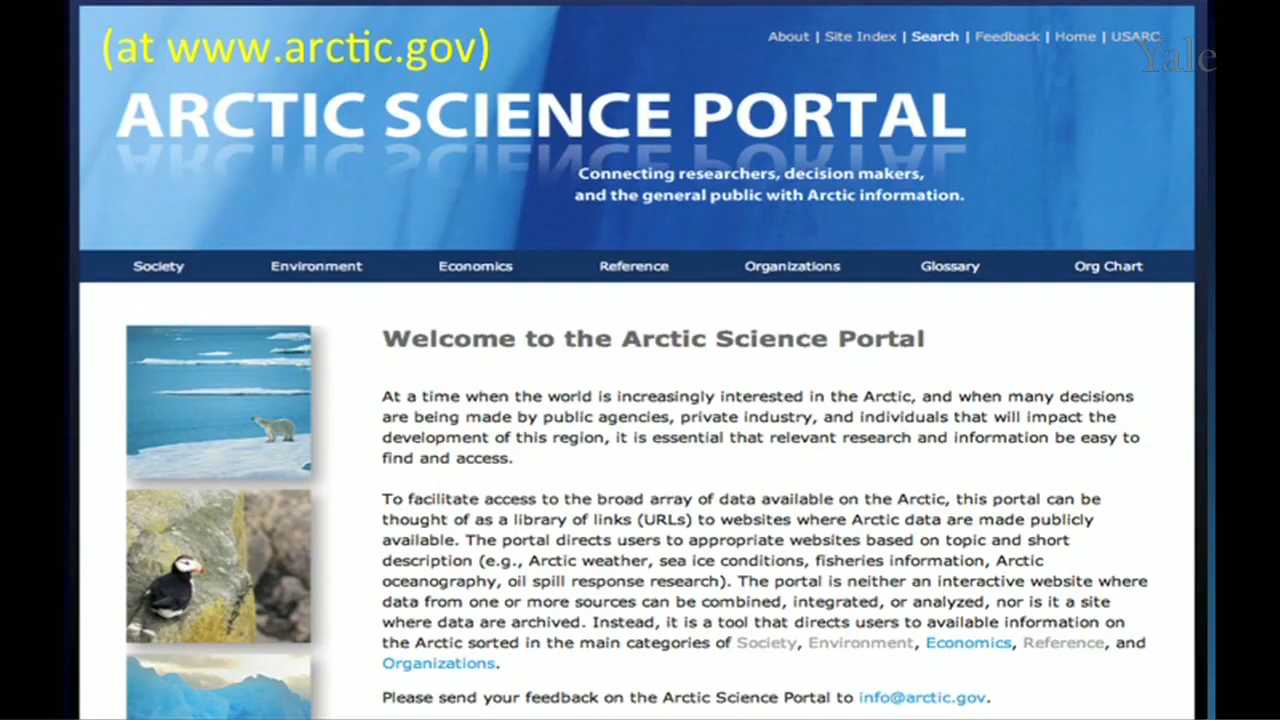 (at www.arctic.gov)
About | Site Index | Search | Feedback | Home | USARC
Yale
ARCTIC SCIENCE PORTAL
Connecting researchers, decision makers,
and the general public with Arctic information.
Society Environment Economics Reference Organizations Glossary Org Chart
Welcome to the Arctic Science Portal
At a time when the world is increasingly interested in the Arctic, and when many decisions
are being made by public agencies, private industry, and individuals that will impact the
development of this region, it is essential that relevant research and information be easy to
find and access.
To facilitate access to the broad array of data available on the Arctic, this portal can be
thought of as a library of links (URLs) to websites where Arctic data are made publicly
available. The portal directs users to appropriate websites based on topic and short
description (e.g., Arctic weather, sea ice conditions, fisheries information, Arctic
oceanography, oil spill response research). The portal is neither an interactive website where
data from one or more sources can be combined, integrated, or analyzed, nor is it a site
where data are archived. Instead, it is a tool that directs users to available information on
the Arctic sorted in the main categories of Society, Environment, Economics, Reference, and
Organizations.
Please send your feedback on the Arctic Science Portal to info@arctic.gov.